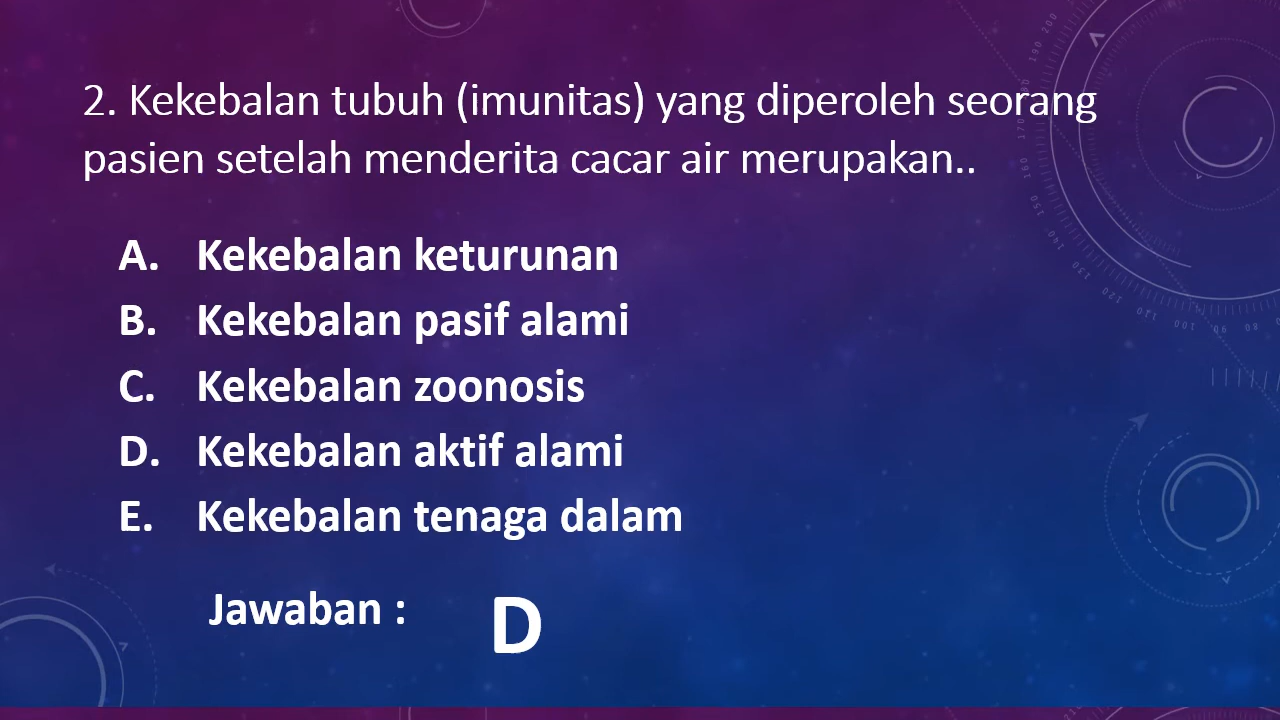 2. Kekebalan tubuh (imunitas) yang diperoleh seorang
pasien setelah menderita cacar air merupakan..
A. Kekebalan keturunan
B. Kekebalan pasif alami
C. Kekebalan zoonosis
D. Kekebalan aktif alami
E. Kekebalan tenaga dalam
Jawaban : D